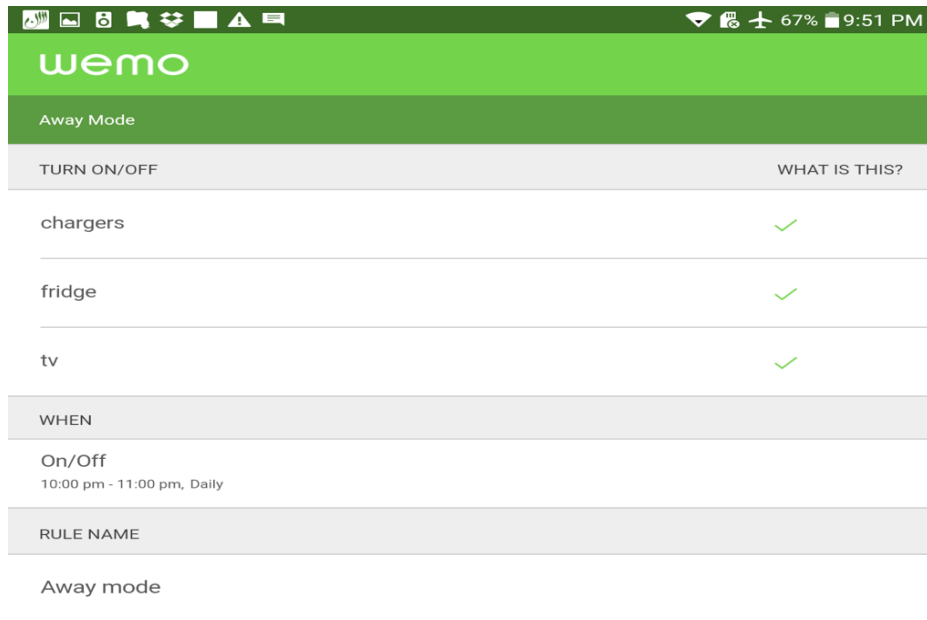 67% 9:51 PM
wemo
Away Mode
TURN ON/OFF WHAT IS THIS?
chargers
fridge
tv
WHEN
On/Off
10:00 pm - 11:00 pm, Daily
RULE NAME
Away mode